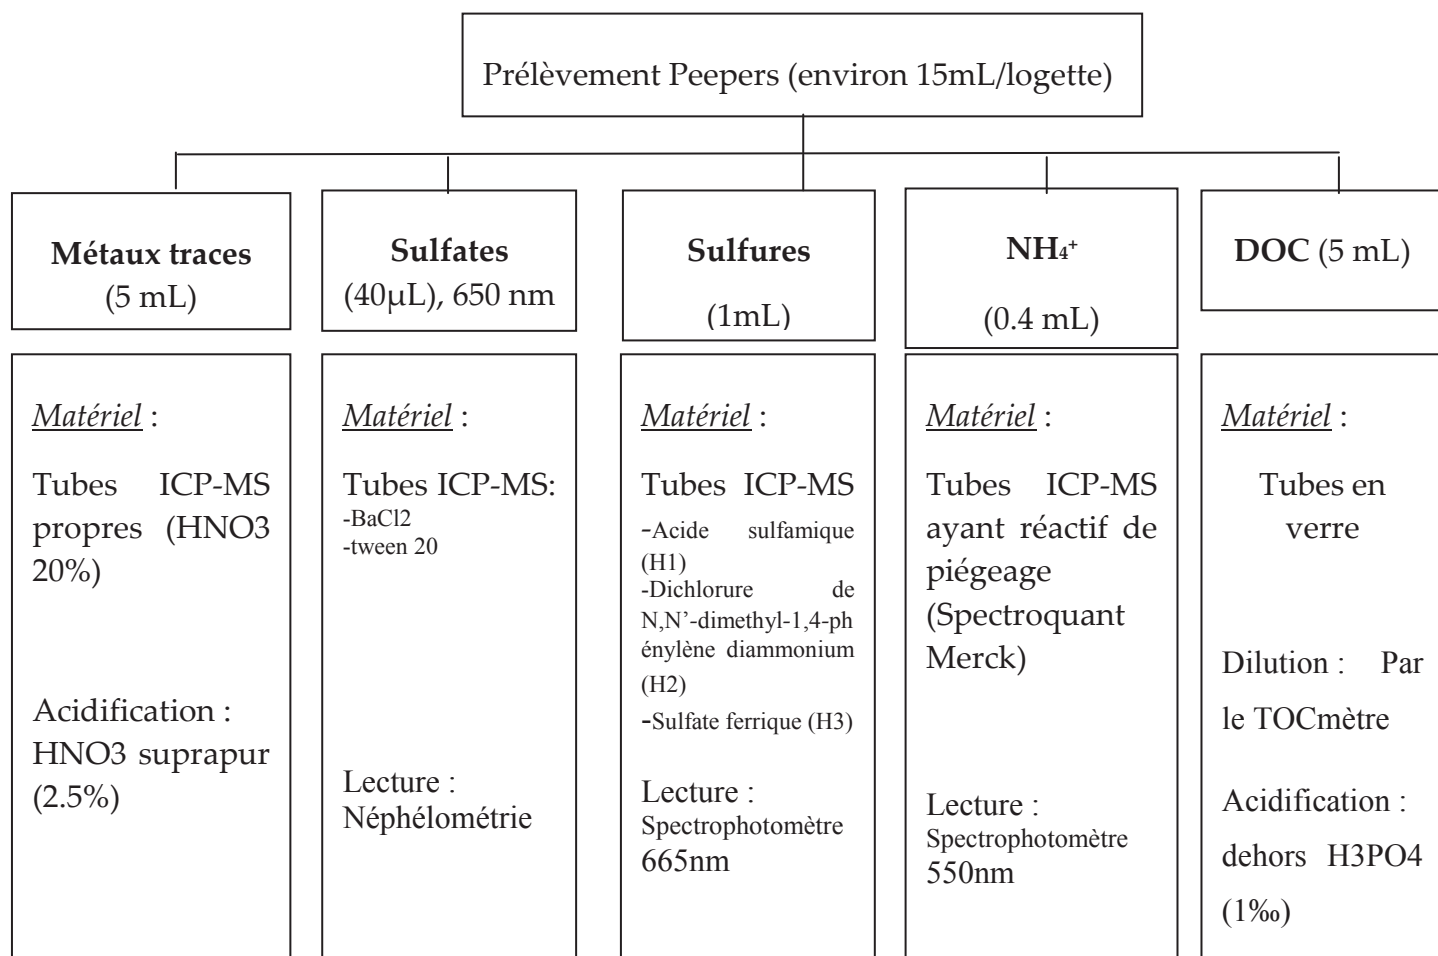 Prélèvement Peepers (environ 15mL/logette)
Métaux traces
(5 mL)
Sulfates
(40µL), 650 nm
Sulfures
(1mL)
NH₄⁺
(0.4 mL)
DOC (5 mL)
Matériel :
Tubes ICP-MS
propres (HNO3
20%)
Acidification :
HNO3 suprapur
(2.5%)
Matériel :
Tubes ICP-MS:
-BaCl2
-tween 20
Lecture :
Néphélométrie
Matériel :
Tubes ICP-MS
-Acide sulfamique
(H1)
-Dichlorure de
N,N’-dimethyl-1,4-ph
énylène diammonium
(H2)
-Sulfate ferrique (H3)
Lecture :
Spectrophotomètre
665nm
Matériel :
Tubes ICP-MS
ayant réactif de
piégeage
(Spectroquant
Merck)
Lecture :
Spectrophotomètre
550nm
Matériel :
Tubes en
verre
Dilution : Par
le TOCmètre
Acidification :
dehors H3PO4
(1‰)